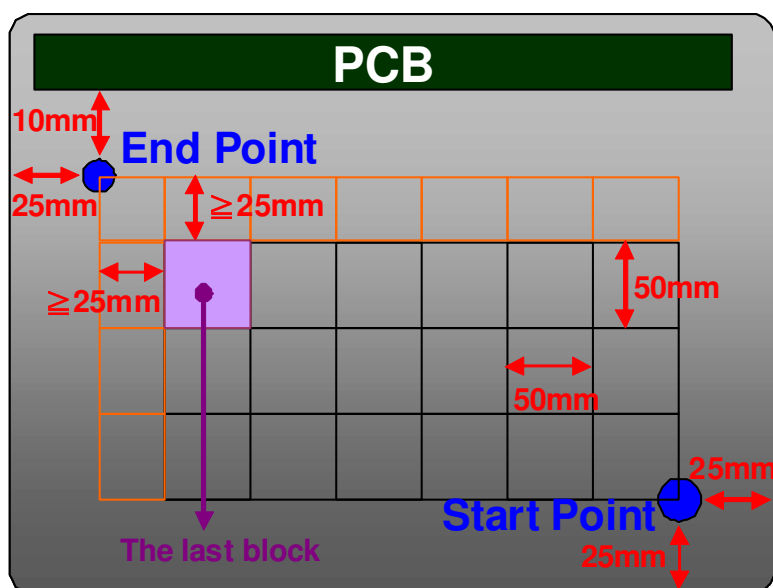 PCB
10mm
End Point
25mm
≧25mm
≧25mm
50mm
50mm
25mm
Start Point
25mm
The last block